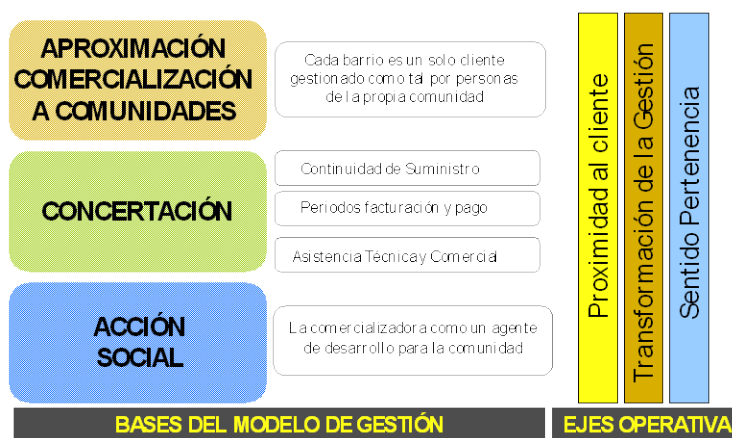 APROXIMACIÓN
COMERCIALIZACIÓN
A COMUNIDADES
Cada barrio es un solo cliente
gestionado como tal por personas
de la propia comunidad
CONCERTACIÓN
Continuidad de Suministro
Periodos facturación y pago
Asistencia Técnica y Comercial
ACCIÓN
SOCIAL
La comercializadora como un agente
de desarrollo para la comunidad
Proximidad al cliente
Transformación de la Gestión
Sentido Pertenencia
BASES DEL MODELO DE GESTIÓN
EJES OPERATIVA